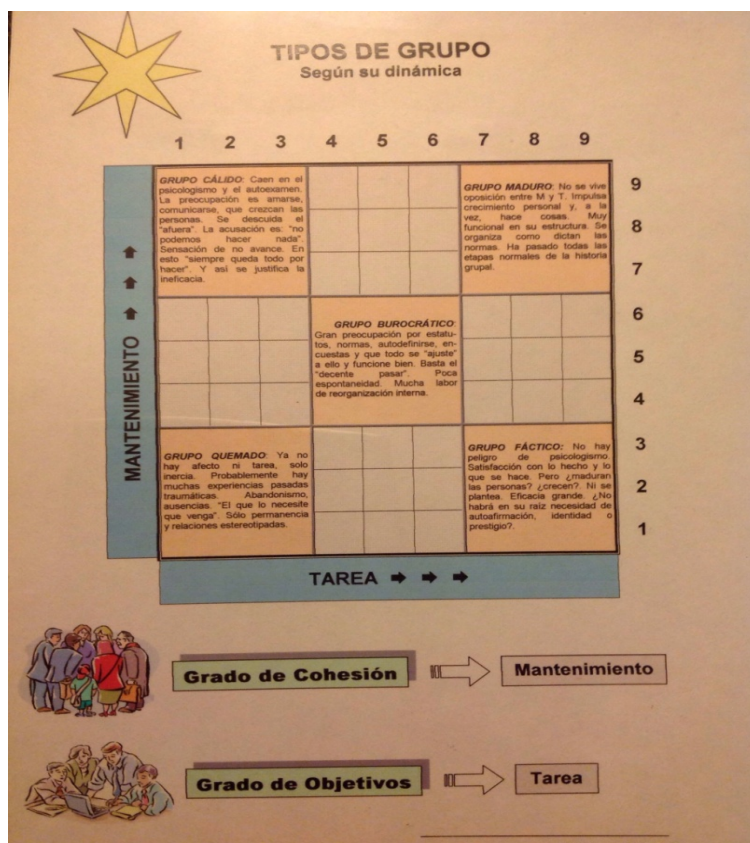 TIPOS DE GRUPO
Según su dinámica
1 2 3 4 5 6 7 8 9
GRUPO CÁLIDO: Caen en el
psicologismo y el autoexamen.
La preocupación es amarse,
comunicarse, que crezcan las
personas. Se descuida el
"afuera". La acusación es: "no
podemos hacer nada".
Sensación de no avance. En
esto "siempre queda todo por
hacer". Y así se justifica la
ineficacia.
GRUPO MADURO: No se vive
oposición entre M y T. Impulsa
crecimiento personal y, a la
vez, hace cosas. Muy
funcional en su estructura. Se
organiza como dictan las
normas. Ha pasado todas las
etapas normales de la historia
grupal.
9
8
7
GRUPO BUROCRÁTICO:
Gran preocupación por estatu-
tos, normas, autodefinirse, en-
cuestas y que todo se "ajuste"
a ello y funcione bien. Basta el
"decente pasar". Poca
espontaneidad. Mucha labor
de reorganización interna.
6
5
4
MANTENIMIENTO
GRUPO QUEMADO: Ya no
hay afecto ni tarea, solo
inercia. Probablemente hay
muchas experiencias pasadas
traumáticas. Abandonismo,
ausencias. "El que lo necesite
que venga". Sólo permanencia
y relaciones estereotipadas.
GRUPO FÁCTICO: No hay
peligro de psicologismo.
Satisfacción con lo hecho y lo
que se hace. Pero ¿maduran
las personas? ¿crecen?. Ni se
plantea. Eficacia grande. ¿No
habrá en su raíz necesidad de
autoafirmación, identidad o
prestigio?.
3
2
1
TAREA
Grado de Cohesión
Mantenimiento
Grado de Objetivos
Tarea